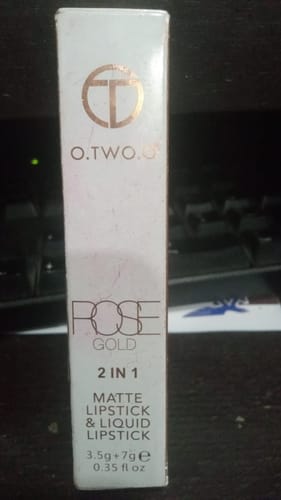 O.TWO.O
ROSE
GOLD
2 IN 1
MATTE
LIPSTICK
& LIQUID
LIPSTICK
3.5g+7g ℮
0.35 fl oz